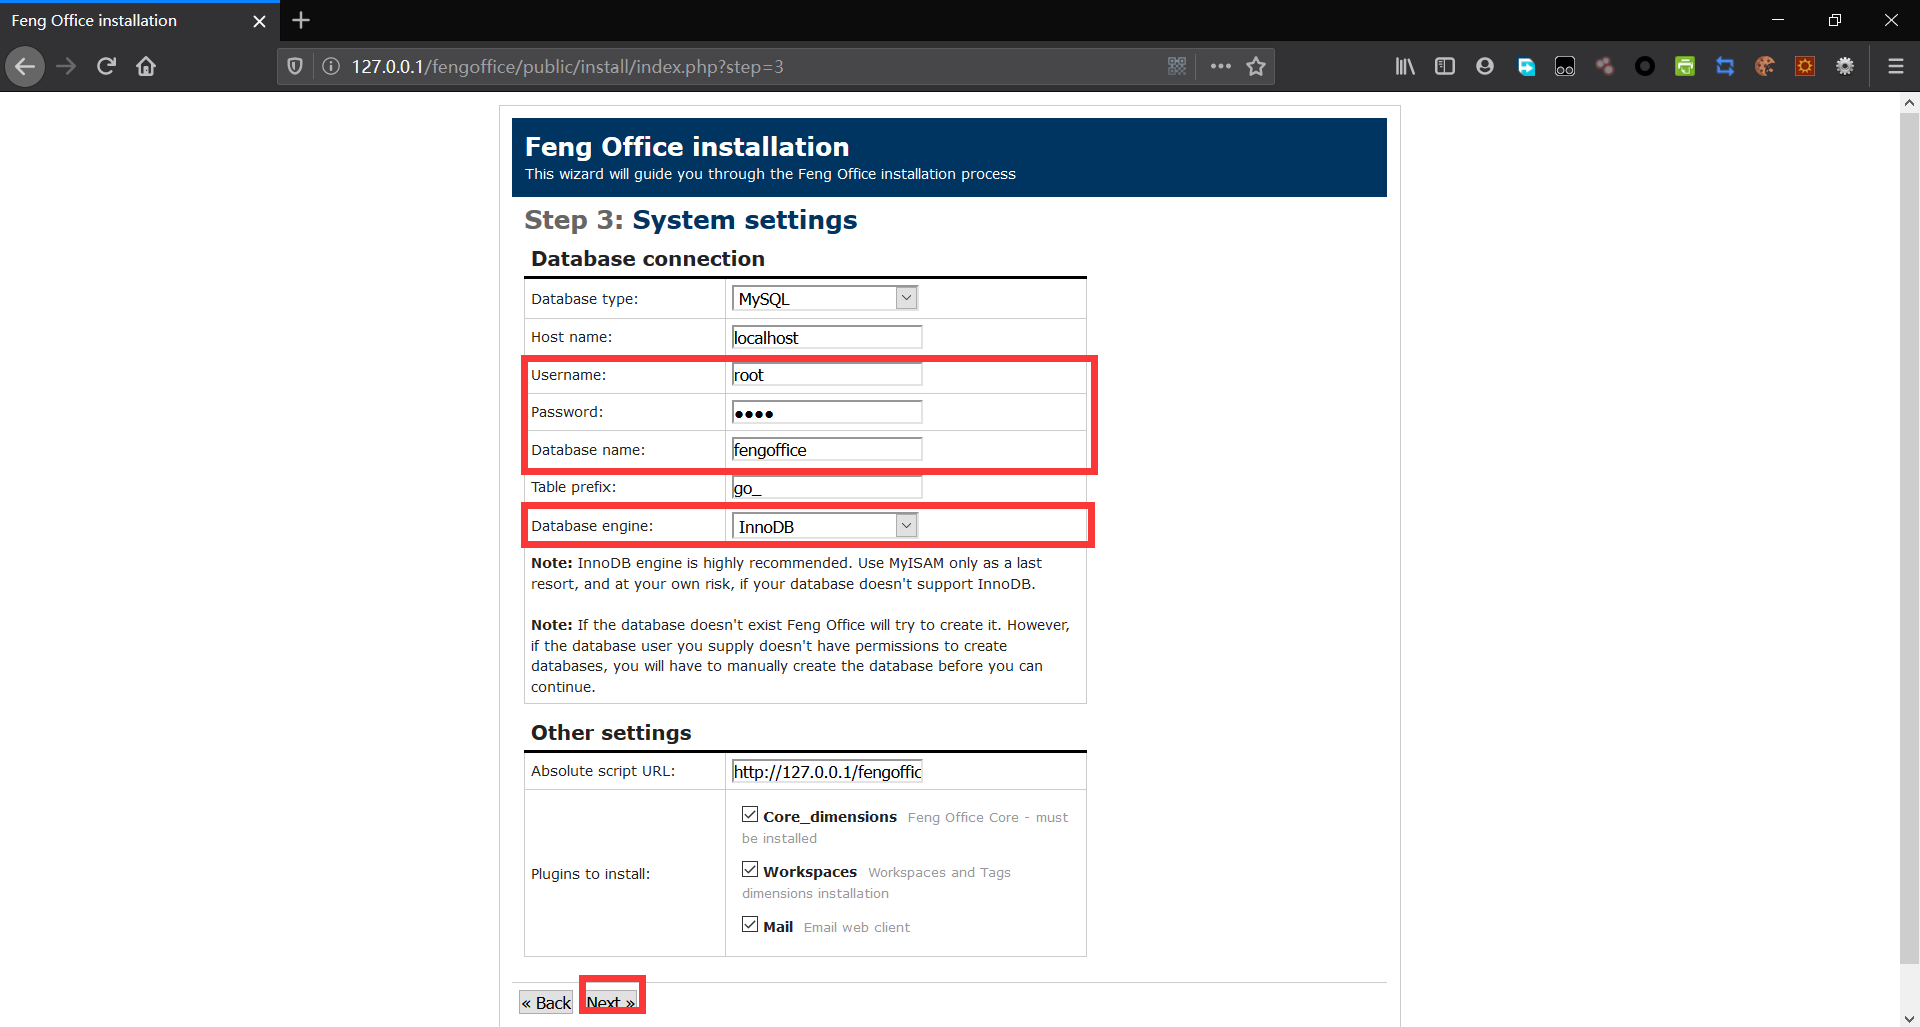 Feng Office installation
127.0.0.1/fengoffice/public/install/index.php?step=3
Feng Office installation
This wizard will guide you through the Feng Office installation process
Step 3: System settings
Database connection
Database type: MySQL
Host name: localhost
Username: root
Password: ●●●●
Database name: fengoffice
Table prefix: go_
Database engine: InnoDB
Note: InnoDB engine is highly recommended. Use MyISAM only as a last
resort, and at your own risk, if your database doesn't support InnoDB.
Note: If the database doesn't exist Feng Office will try to create it. However,
if the database user you supply doesn't have permissions to create
databases, you will have to manually create the database before you can
continue.
Other settings
Absolute script URL: http://127.0.0.1/fengoffic
Plugins to install:
Core_dimensions Feng Office Core - must
be installed
Workspaces Workspaces and Tags
dimensions installation
Mail Email web client
« Back Next »